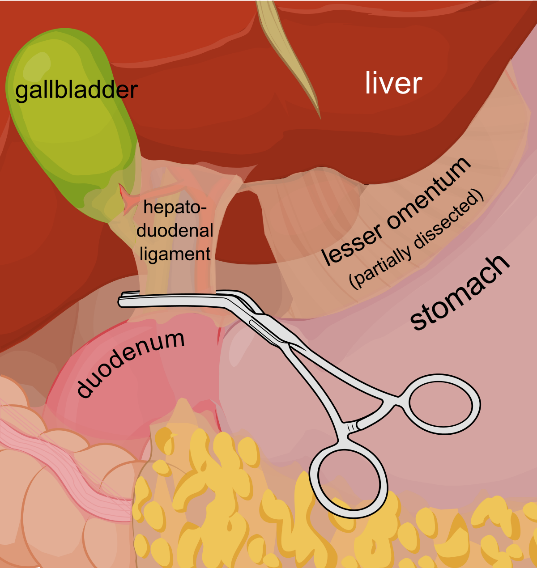 gallbladder
liver
hepato-
duodenal
ligament
lesser omentum
(partially dissected)
stomach
duodenum